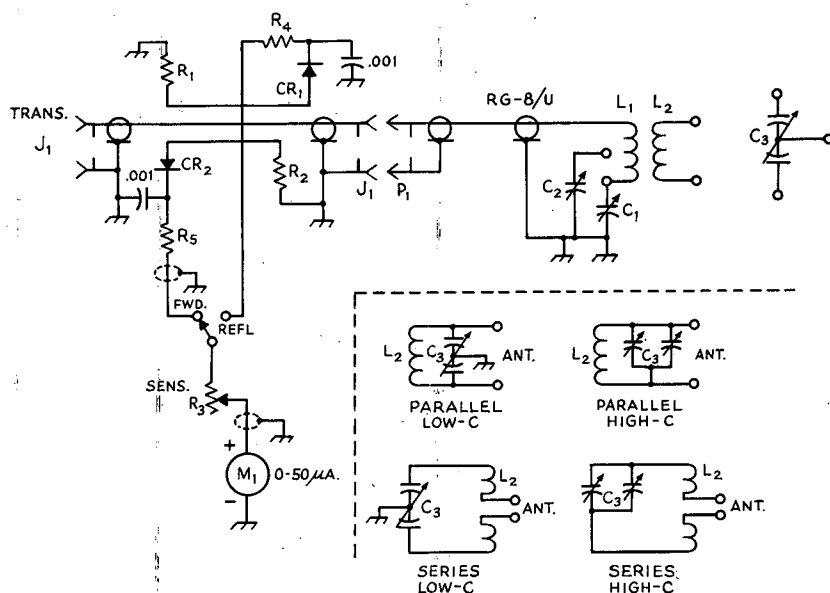 R4
.001
R1
CR1
TRANS.
J1
RG-8/U
L1
L2
C3
CR2
.001
R2
J1
P1
C2
C1
R5
FWD.
REFL
SENS.
R3
+
M1
0-50 µA.
-
L2
C3
ANT.
PARALLEL
LOW-C
L2
C3
ANT.
PARALLEL
HIGH-C
C3
L2
ANT.
SERIES
LOW-C
C3
L2
ANT.
SERIES
HIGH-C